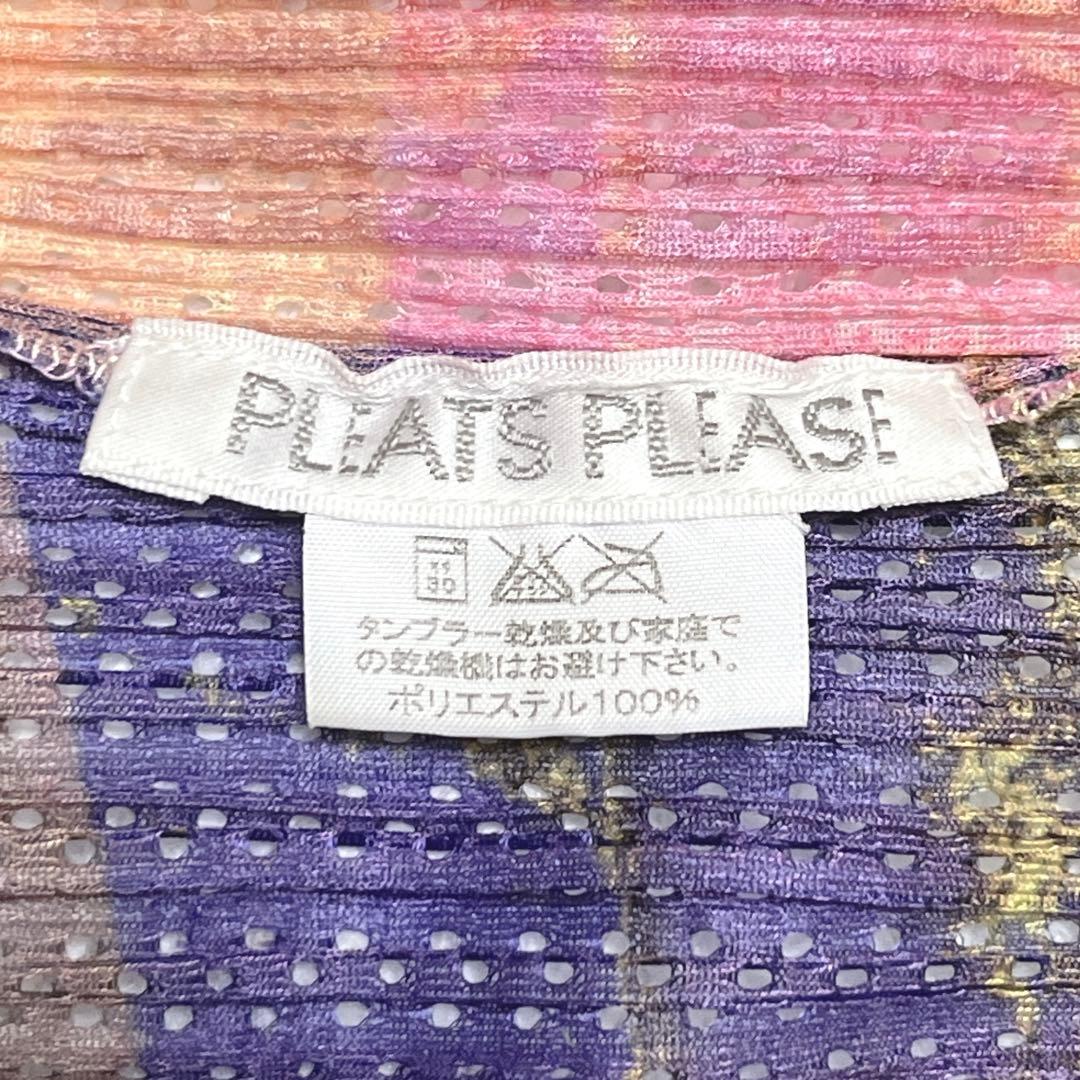 PLEATS PLEASE
タンブラー乾燥及び家庭で
の乾燥機はお避け下さい。
ポリエステル100%